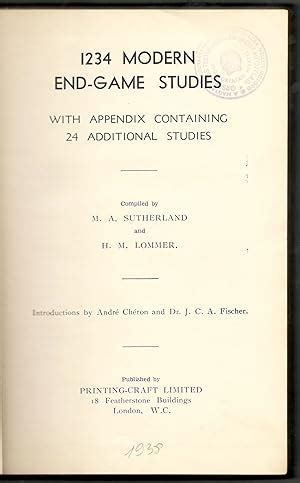 1234 MODERN
END-GAME STUDIES
WITH APPENDIX CONTAINING
24 ADDITIONAL STUDIES
Compiled by
M. A. SUTHERLAND
and
H. M. LOMMER.
Introductions by André Chéron and Dr. J. C. A. Fischer.
Published by
PRINTING-CRAFT LIMITED
18 Featherstone Buildings
London, W.C.
1938